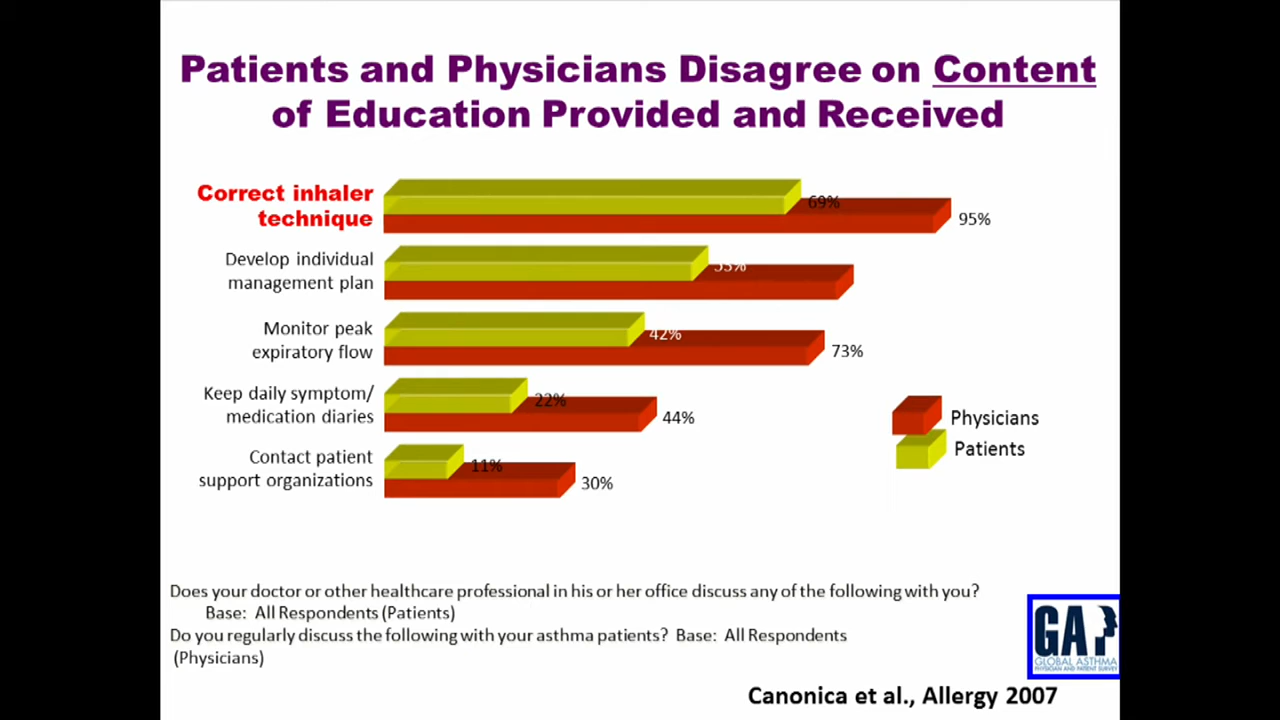 Patients and Physicians Disagree on Content
of Education Provided and Received
Correct inhaler
technique
69%
95%
Develop individual
management plan
Monitor peak
expiratory flow
42%
73%
Keep daily symptom/
medication diaries
22%
44%
Contact patient
support organizations
11%
30%
Physicians
Patients
Does your doctor or other healthcare professional in his or her office discuss any of the following with you?
Base: All Respondents (Patients)
Do you regularly discuss the following with your asthma patients? Base: All Respondents
(Physicians)
GAP
GLOBAL ASTHMA
PHYSICIAN AND PATIENT SURVEY
Canonica et al., Allergy 2007